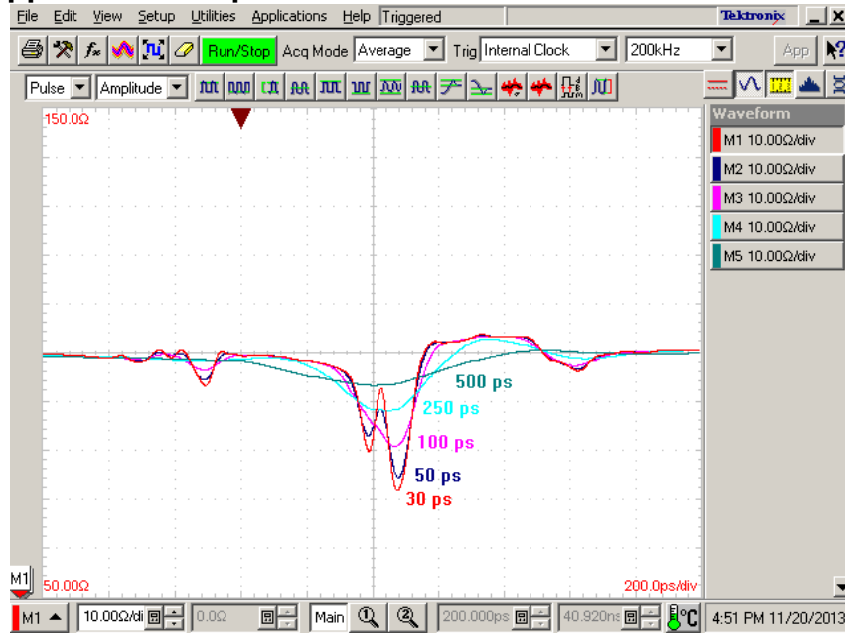 File Edit View Setup Utilities Applications Help Triggered Tektronix
Run/Stop Acq Mode Average Trig Internal Clock 200kHz App
Pulse Amplitude
150.0Ω
Waveform
M1 10.00Ω/div
M2 10.00Ω/div
M3 10.00Ω/div
M4 10.00Ω/div
M5 10.00Ω/div
500 ps
250 ps
100 ps
50 ps
30 ps
M1
50.00Ω 200.0ps/div
M1 10.00Ω/di 0.0Ω Main 1 2 200.000ps 40.920ns °C 4:51 PM 11/20/2013